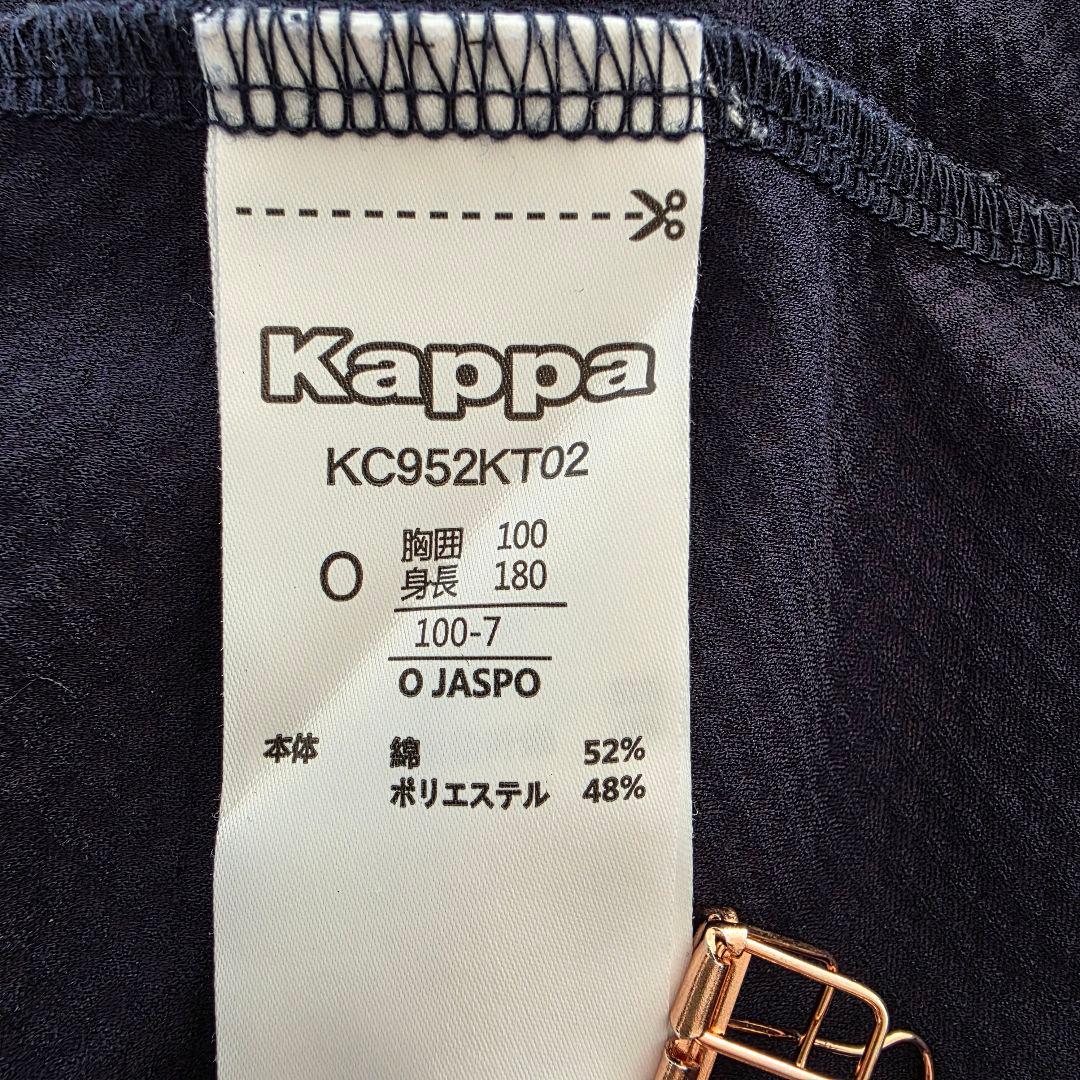 Kappa
KC952KT02
O 胸囲 100
身長 180
100-7
O JASPO
本体 綿 52%
ポリエステル 48%